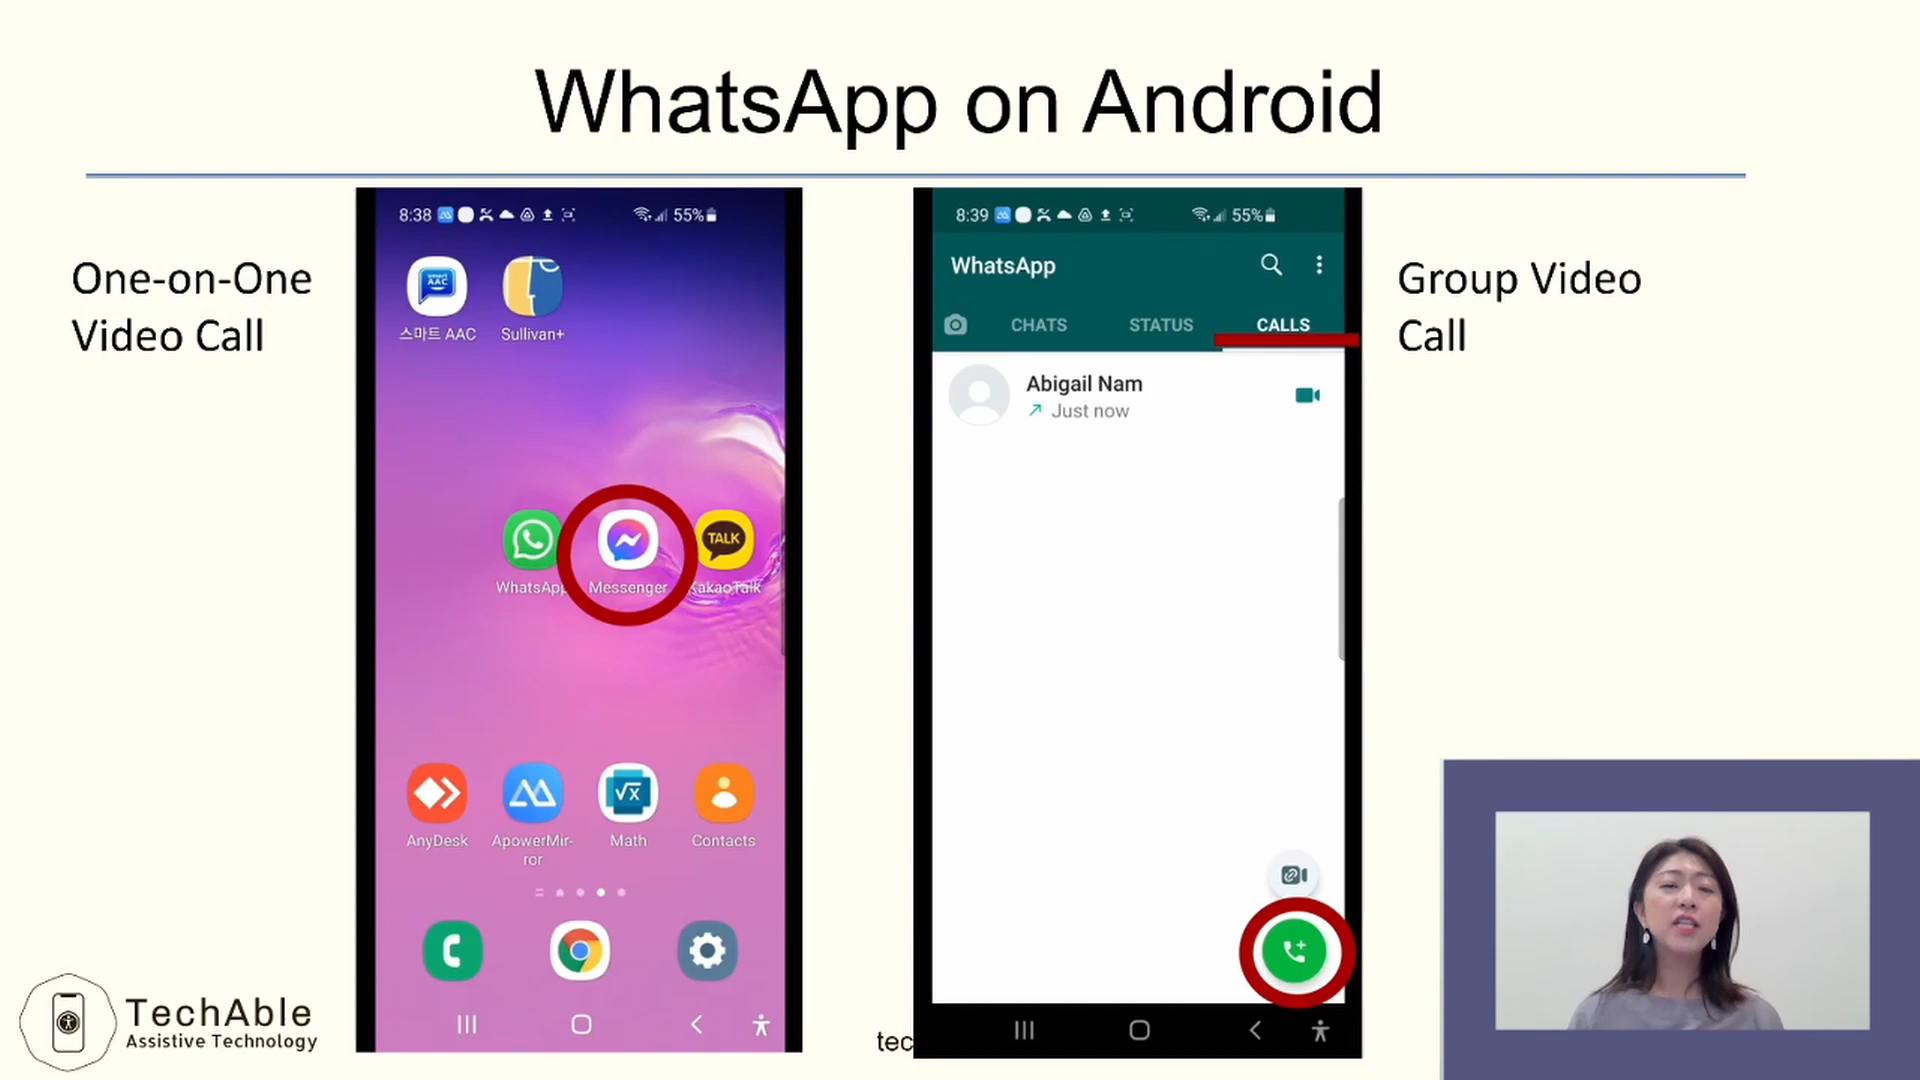 WhatsApp on Android
One-on-One
Video Call
8:38
55%
smart
AAC
스마트 AAC
Sullivan+
TALK
WhatsApp
Messenger
KakaoTalk
√x
AnyDesk
ApowerMir-
ror
Math
Contacts
8:39
55%
WhatsApp
CHATS
STATUS
CALLS
Abigail Nam
Just now
Group Video
Call
TechAble
Assistive Technology
tec